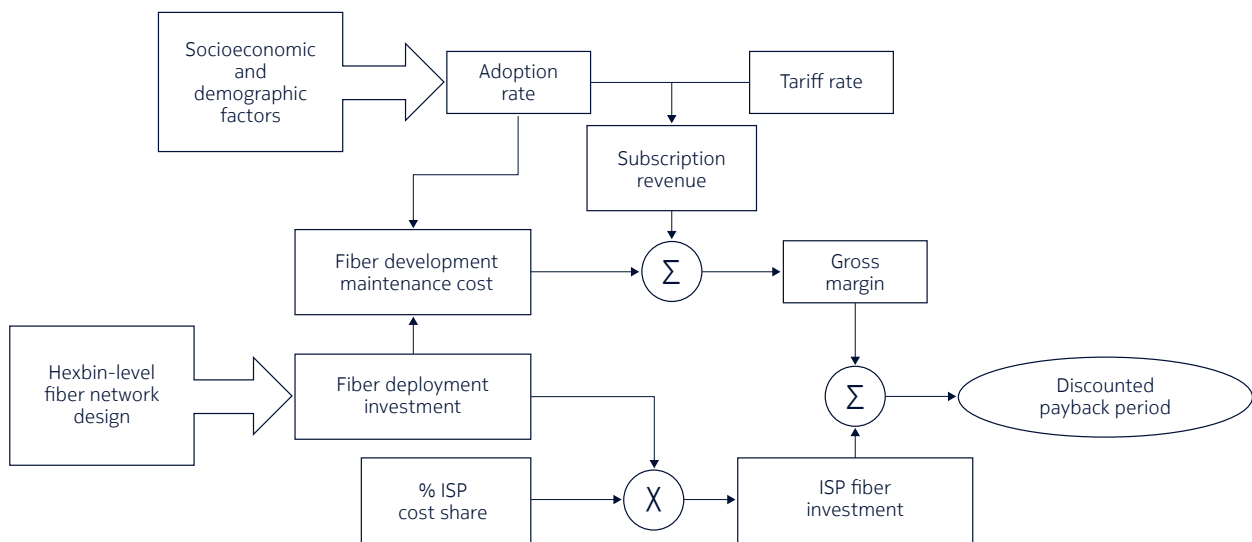 Socioeconomic
and
demographic
factors
Adoption
rate
Tariff rate
Subscription
revenue
Fiber development
maintenance cost
Σ
Gross
margin
Hexbin-level
fiber network
design
Fiber deployment
investment
Σ
Discounted
payback period
% ISP
cost share
X
ISP fiber
investment